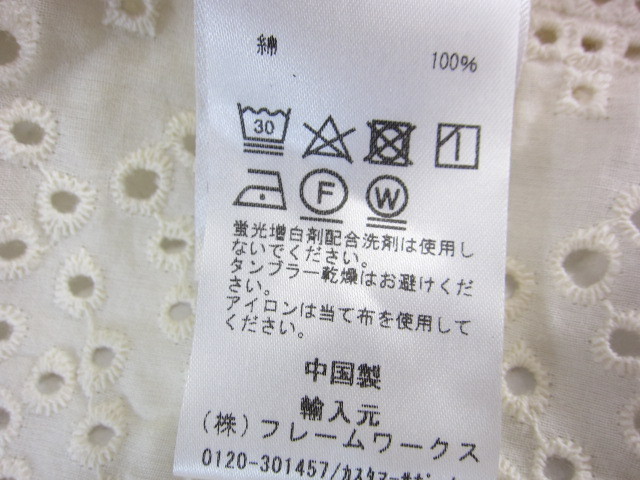 綿 100%
30
F W
蛍光増白剤配合洗剤は使用し
ないでください。
タンブラー乾燥はお避けくだ
さい。
アイロンは当て布を使用して
ください。
中国製
輸入元
(株)フレームワークス
0120-301457/カスタマーサポート